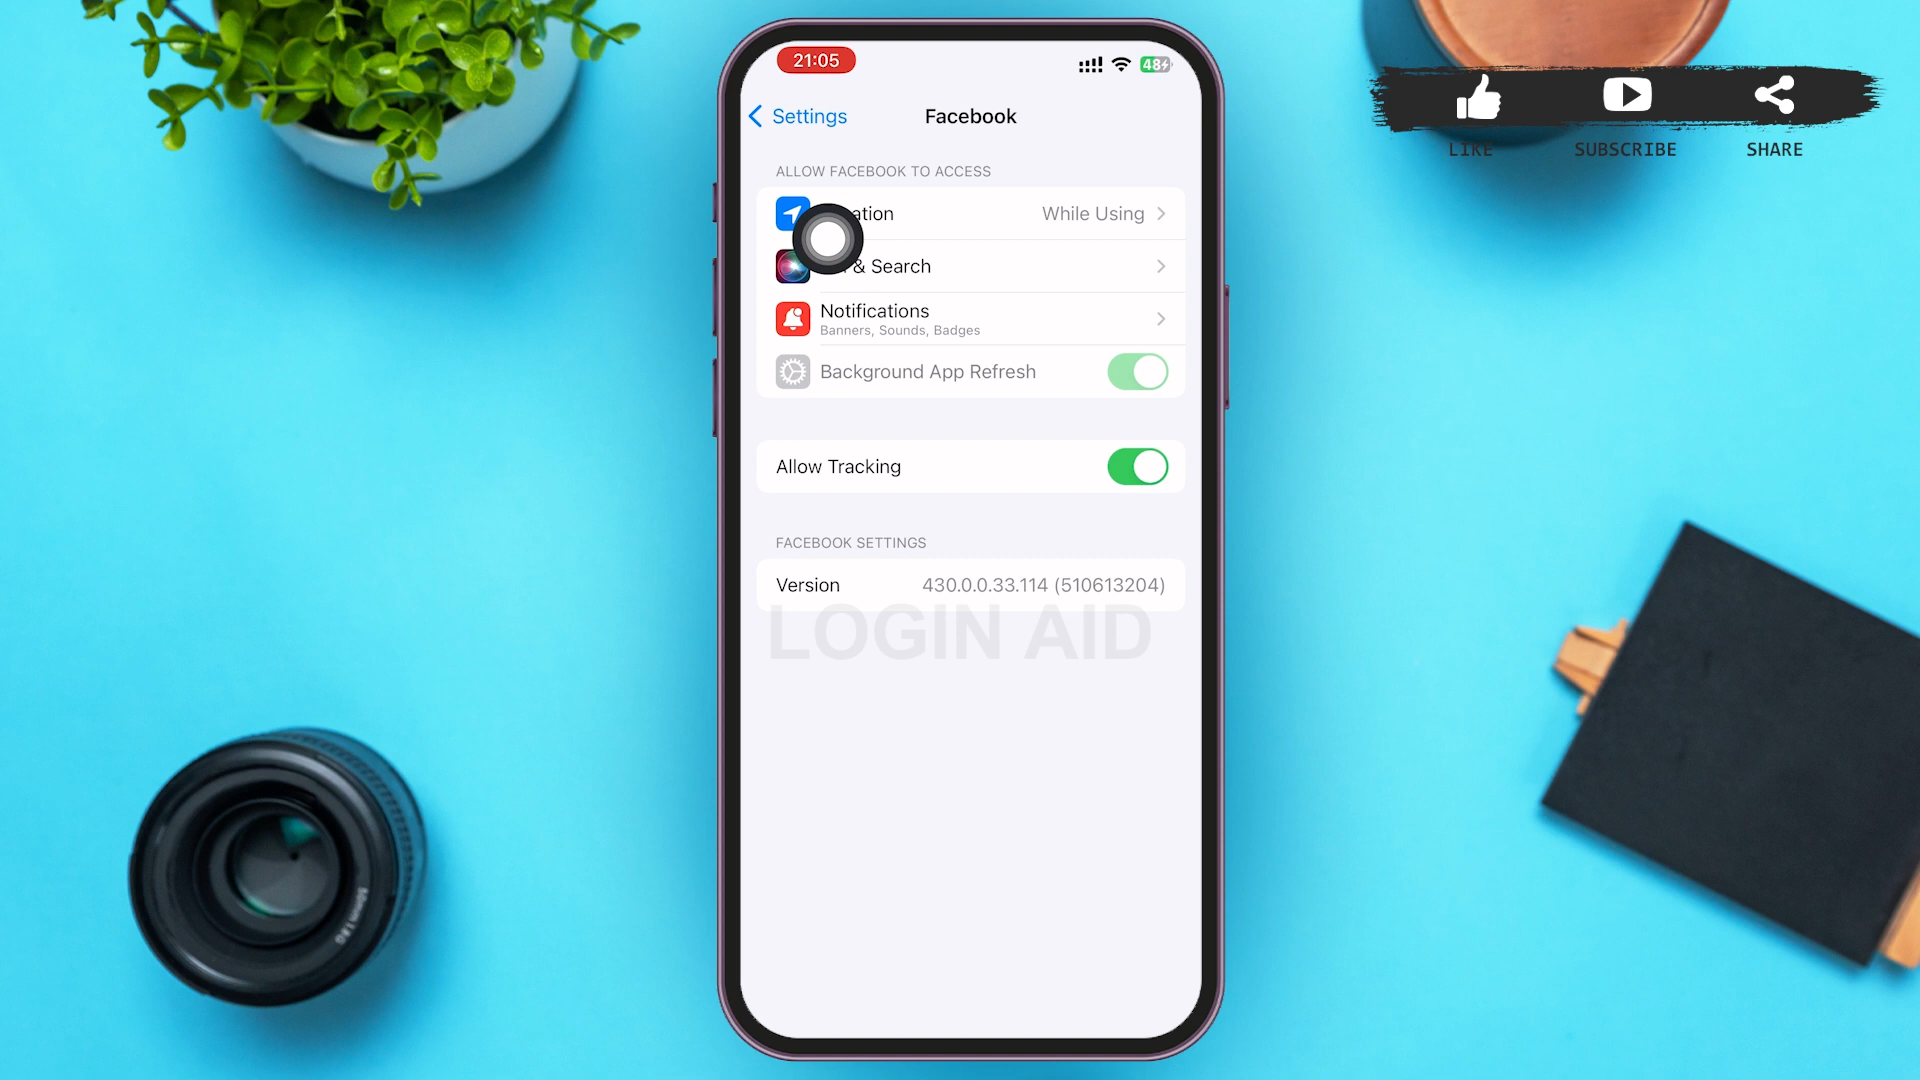 21:05
48
Settings
Facebook
LIKE
SUBSCRIBE
SHARE
ALLOW FACEBOOK TO ACCESS
ation
While Using
& Search
Notifications
Banners, Sounds, Badges
Background App Refresh
Allow Tracking
FACEBOOK SETTINGS
Version
430.0.0.33.114 (510613204)
LOGIN AID